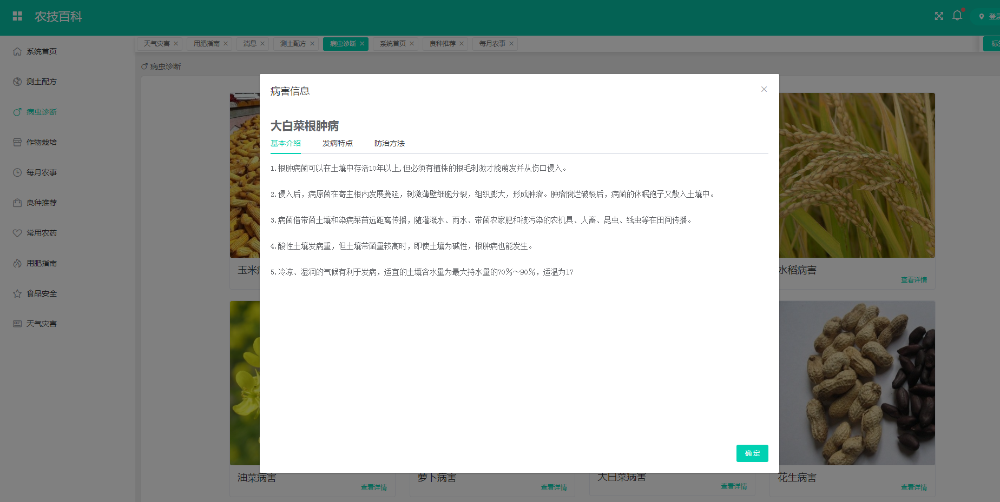 农技百科
登录
系统首页
测土配方
病虫诊断
作物栽培
每月农事
良种推荐
常用农药
用肥指南
食品安全
天气灾害
天气灾害 用肥指南 消息 测土配方 病虫诊断 系统首页 良种推荐 每月农事
病虫诊断
病害信息
大白菜根肿病
基本介绍 发病特点 防治方法
1.根肿病菌可以在土壤中存活10年以上,但必须有植株的根毛刺激才能萌发并从伤口侵入。
2.侵入后，病原菌在寄主根内发展蔓延，刺激薄壁细胞分裂，组织膨大，形成肿瘤。肿瘤腐烂破裂后，病菌的休眠孢子又散入土壤中。
3.病菌借带菌土壤和染病菜苗远距离传播，随灌溉水、雨水、带菌农家肥和被污染的农机具、人畜、昆虫、线虫等在田间传播。
4.酸性土壤发病重，但土壤带菌量较高时，即使土壤为碱性，根肿病也能发生。
5.冷凉、湿润的气候有利于发病，适宜的土壤含水量为最大持水量的70％～90％，适温为17
确定
玉米
水稻病害
查看详情
油菜病害
查看详情
萝卜病害
查看详情
大白菜病害
查看详情
花生病害
查看详情